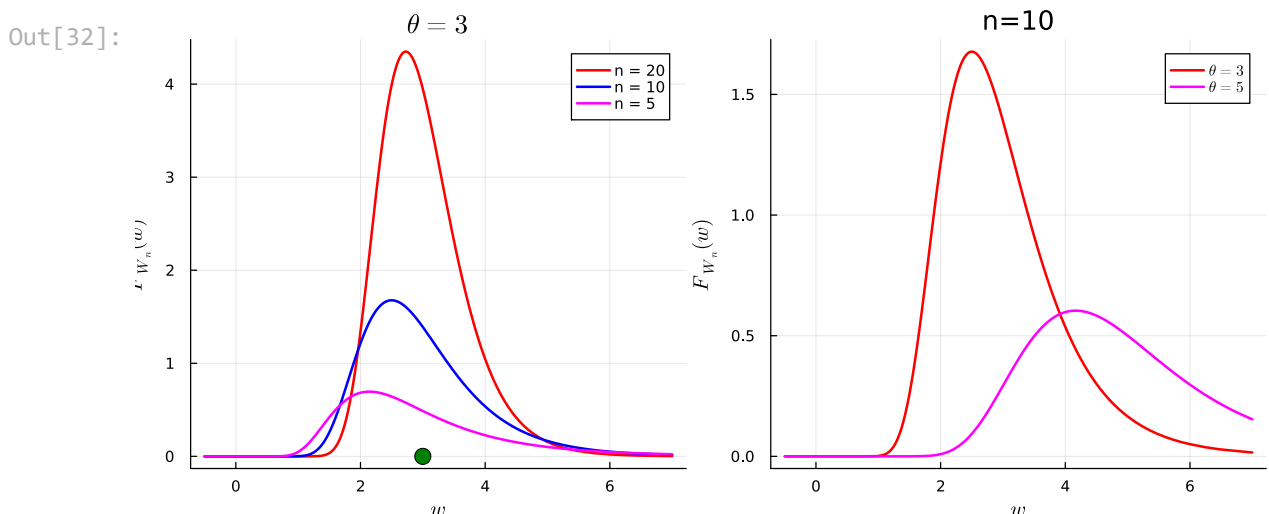 Out[32]:
θ = 3
n = 20
n = 10
n = 5
4
3
2
1
0
0
2
4
6
w
n=10
θ = 3
θ = 5
F_{W_n}(w)
1.5
1.0
0.5
0.0
0
2
4
6
w